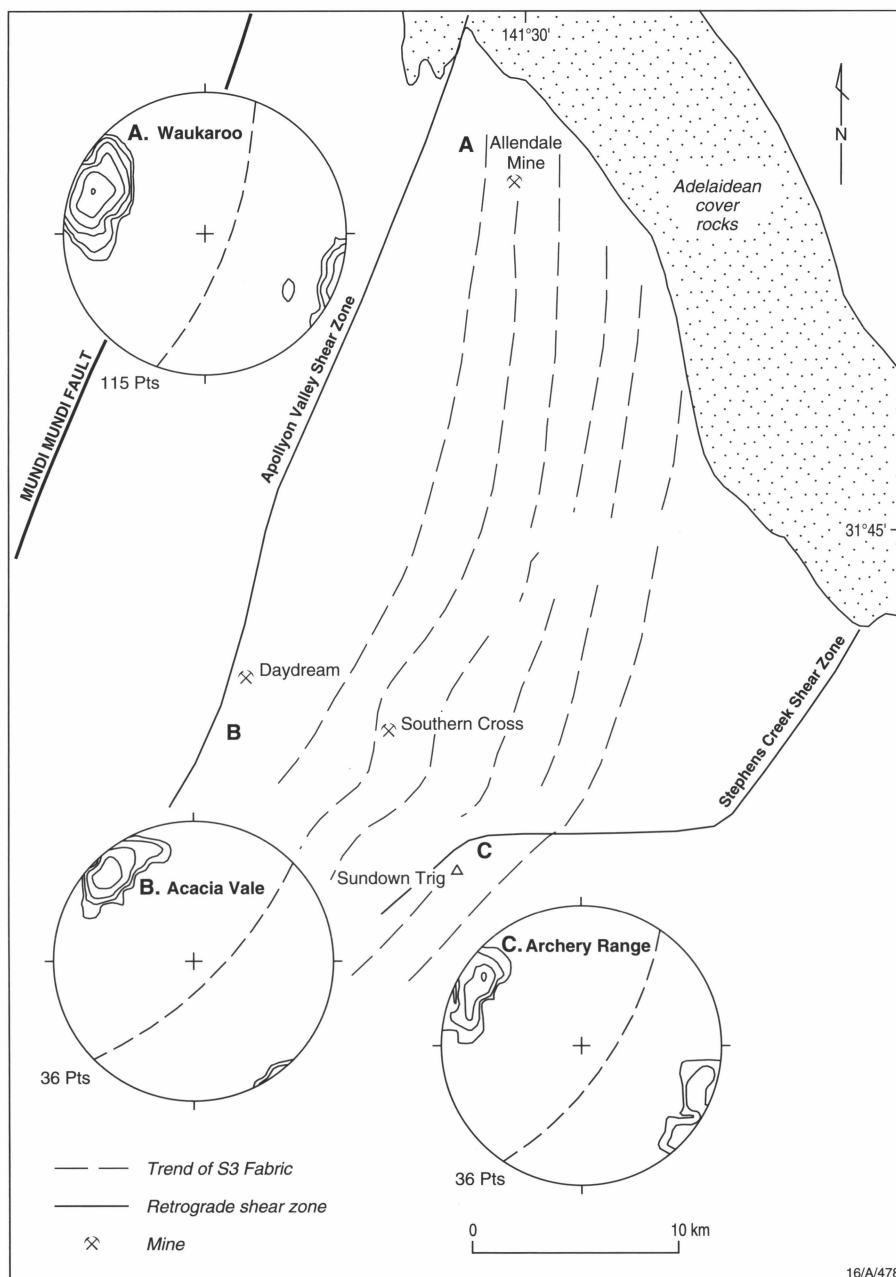 141°30'
A. Waukaroo
A
Allendale
Mine
N
Adelaidean
cover
rocks
115 Pts
MUNDI MUNDI FAULT
Apollyon Valley Shear Zone
31°45'
Daydream
B
Southern Cross
Stephens Creek Shear Zone
C
Sundown Trig
B. Acacia Vale
36 Pts
C. Archery Range
36 Pts
Trend of S3 Fabric
Retrograde shear zone
Mine
0 10 km
16/A/478